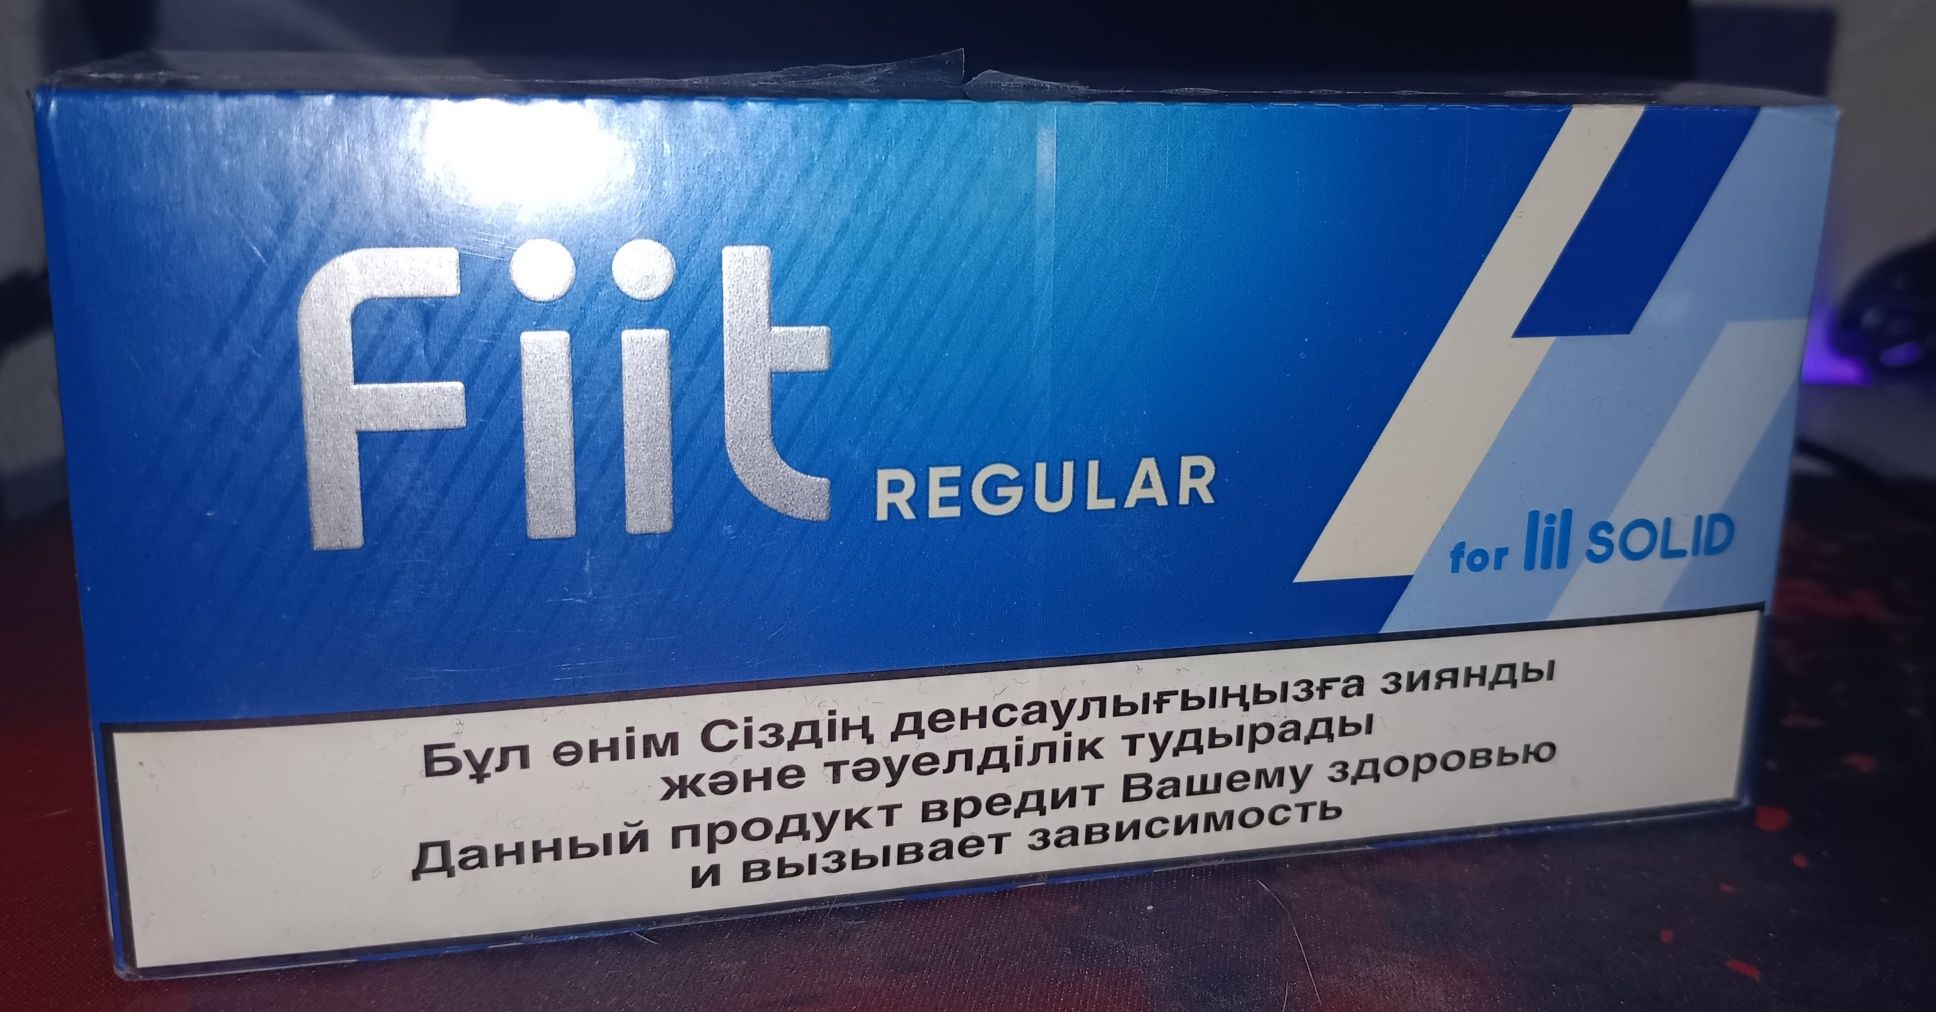 Fiit REGULAR
for lil SOLID
Бұл өнім Сіздің денсаулығыңызға зиянды
және тәуелділік тудырады
Данный продукт вредит Вашему здоровью
и вызывает зависимость